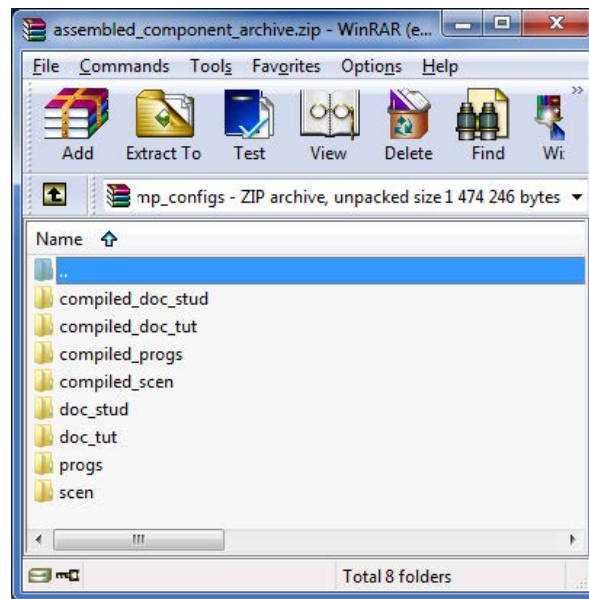 assembled_component_archive.zip - WinRAR (e...
File Commands Tools Favorites Options Help
Add Extract To Test View Delete Find Wi
mp_configs - ZIP archive, unpacked size 1 474 246 bytes
Name
..
compiled_doc_stud
compiled_doc_tut
compiled_progs
compiled_scen
doc_stud
doc_tut
progs
scen
Total 8 folders